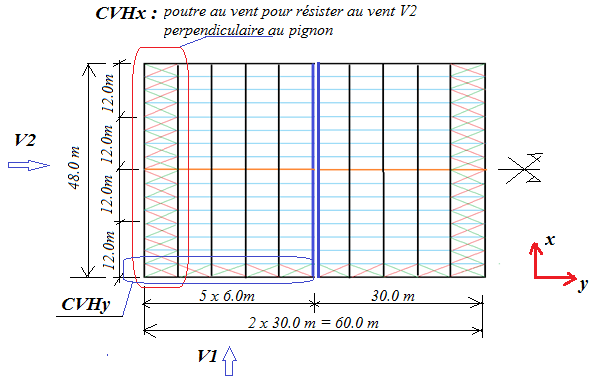 CVHx : poutre au vent pour résister au vent V2
perpendiculaire au pignon
V2
48.0 m
12.0m
12.0m
12.0m
12.0m
x
y
CVHy
5 x 6.0m
30.0 m
2 x 30.0 m = 60.0 m
V1